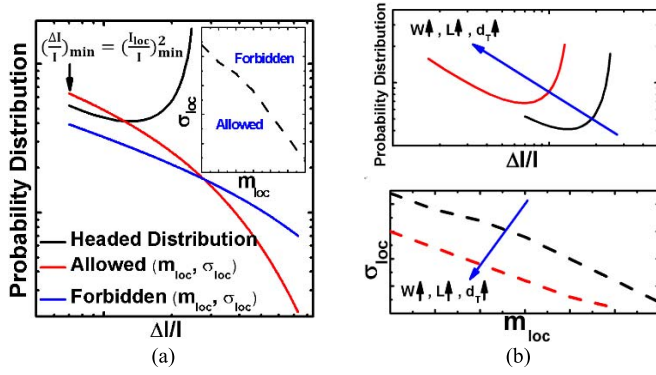 (ΔI/I)min = (Iloc/I)²min
Forbidden
Allowed
σloc
mloc
Probability Distribution
Headed Distribution
Allowed (mloc, σloc)
Forbidden (mloc, σloc)
ΔI/I
(a)
W↑, L↑, dT↑
Probability Distribution
ΔI/I
σloc
W↑, L↑, dT↑
mloc
(b)